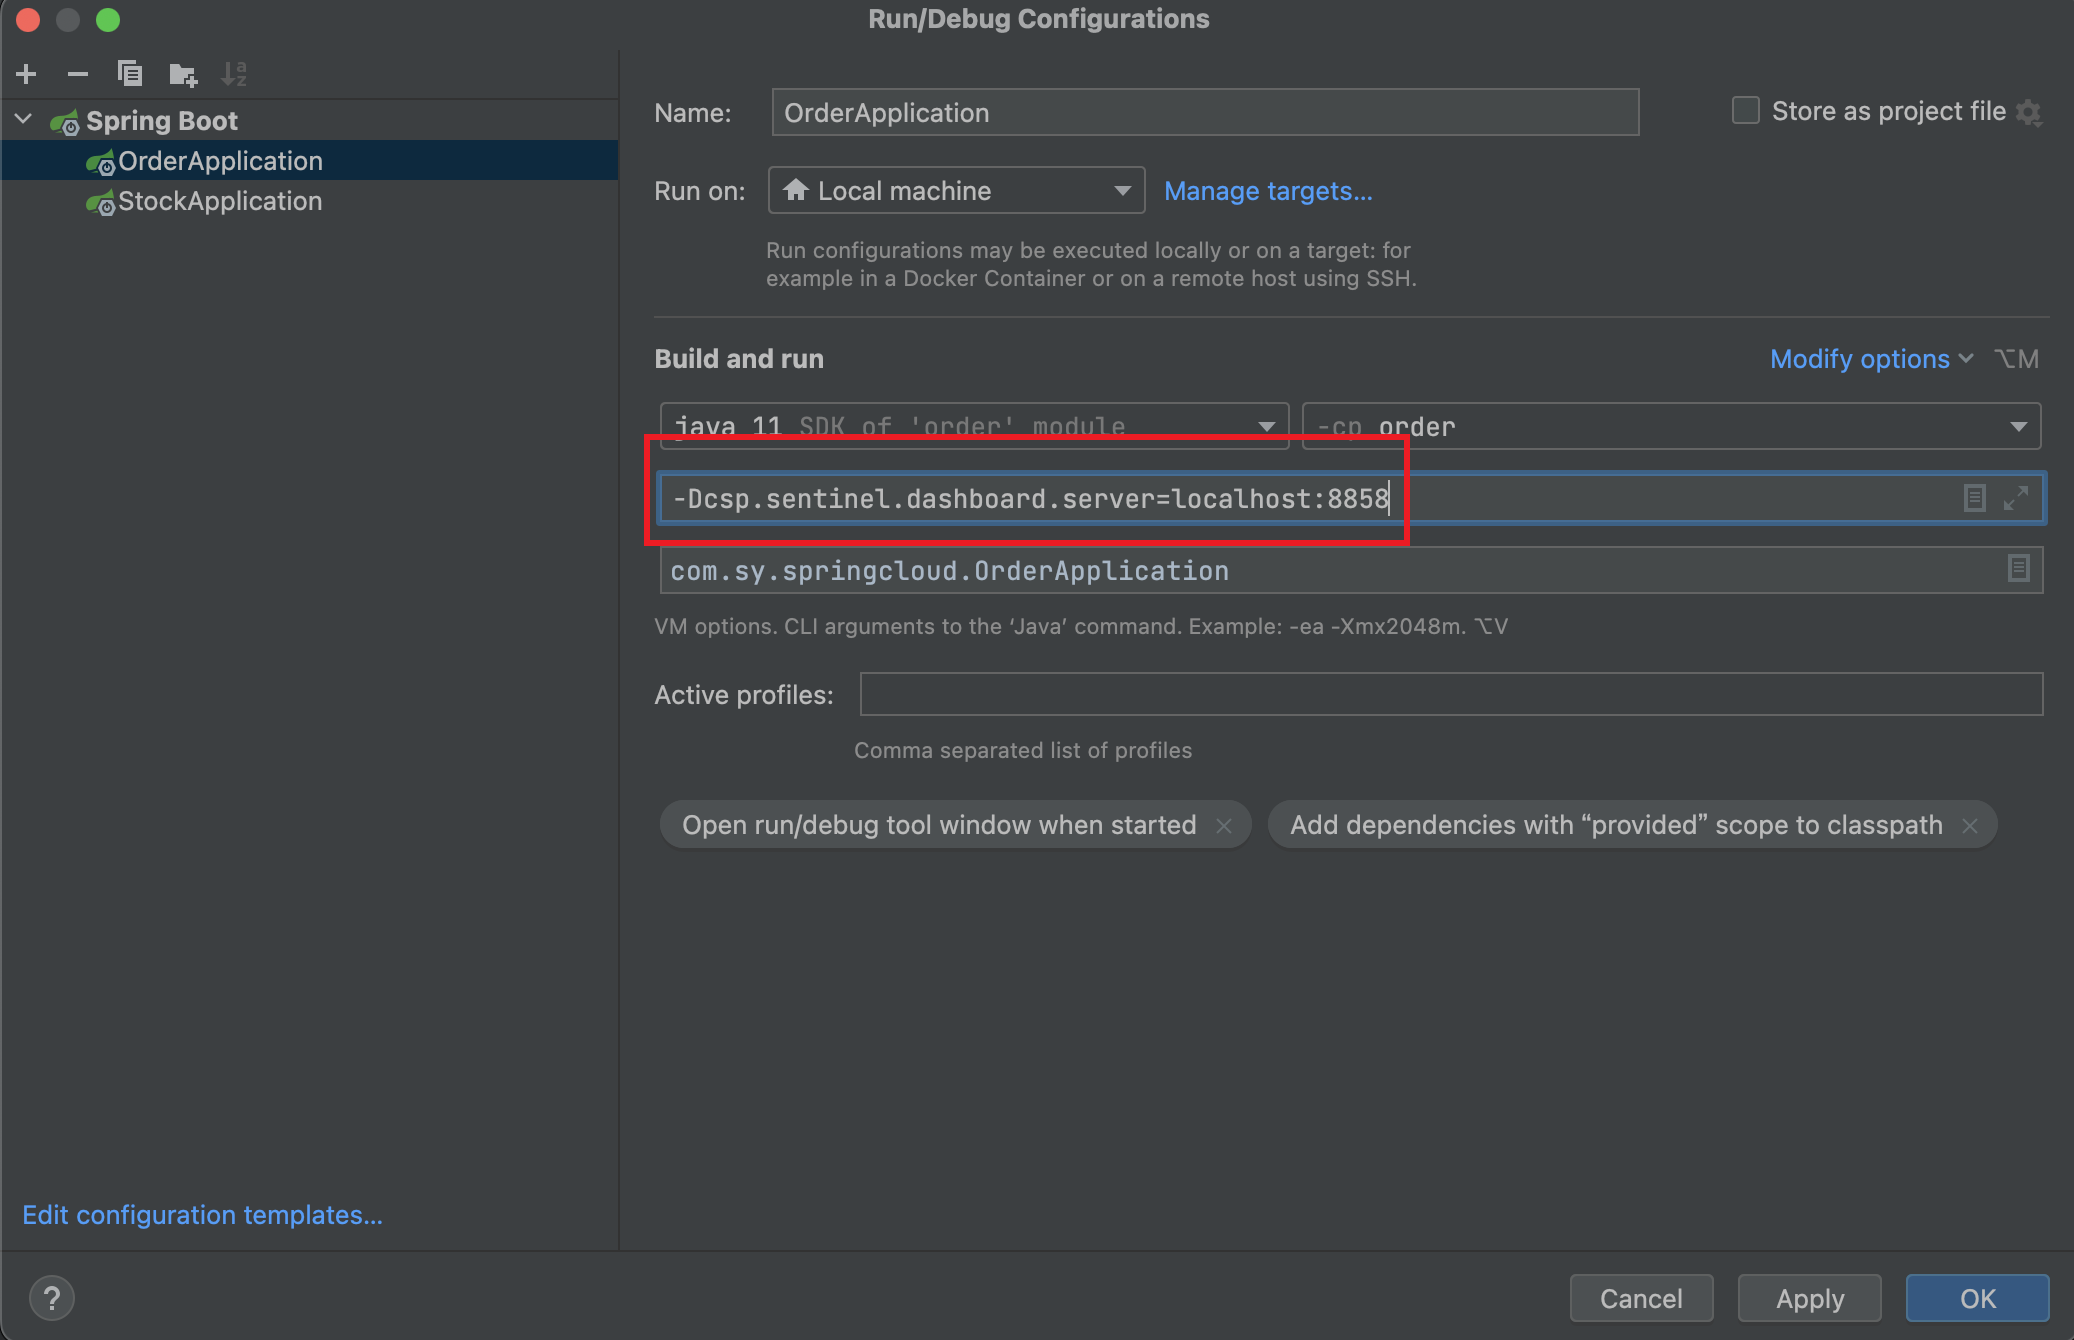 Run/Debug Configurations
Spring Boot
OrderApplication
StockApplication
Edit configuration templates...
Name: OrderApplication
Store as project file
Run on: Local machine Manage targets...
Run configurations may be executed locally or on a target: for
example in a Docker Container or on a remote host using SSH.
Build and run
Modify options ⌥M
java 11 SDK of 'order' module
-cp order
-Dcsp.sentinel.dashboard.server=localhost:8858
com.sy.springcloud.OrderApplication
VM options. CLI arguments to the ‘Java’ command. Example: -ea -Xmx2048m. ⌥V
Active profiles:
Comma separated list of profiles
Open run/debug tool window when started
Add dependencies with “provided” scope to classpath
?
Cancel
Apply
OK